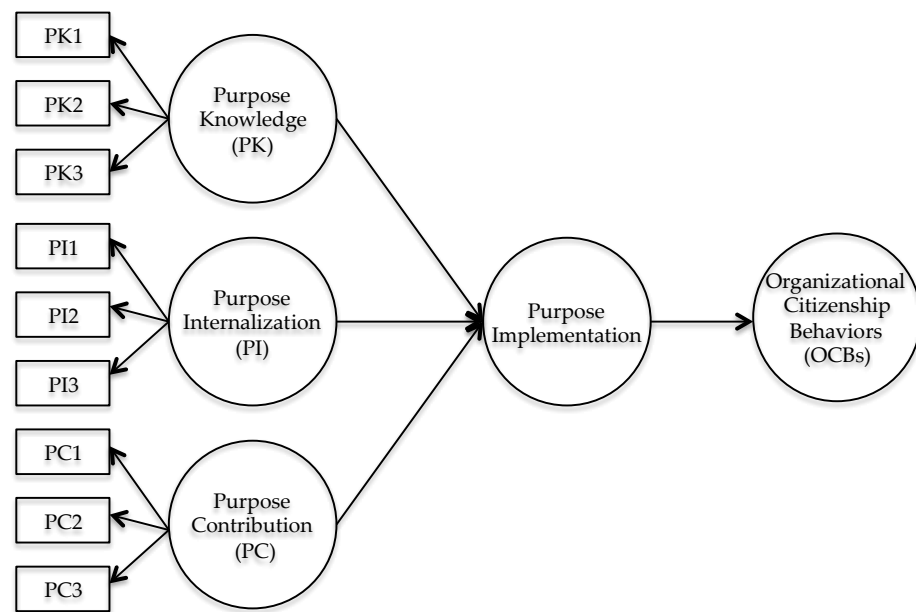 PK1
PK2
PK3
Purpose
Knowledge
(PK)
PI1
PI2
PI3
Purpose
Internalization
(PI)
PC1
PC2
PC3
Purpose
Contribution
(PC)
Purpose
Implementation
Organizational
Citizenship
Behaviors
(OCBs)